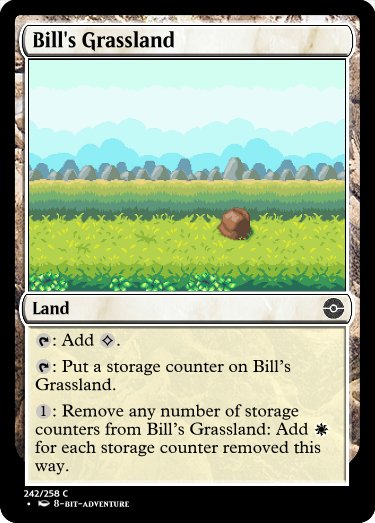 Bill's Grassland
Land
: Add .
: Put a storage counter on Bill's
Grassland.
1: Remove any number of storage
counters from Bill's Grassland: Add
for each storage counter removed this
way.
242/258 C
• 8-BIT-ADVENTURE